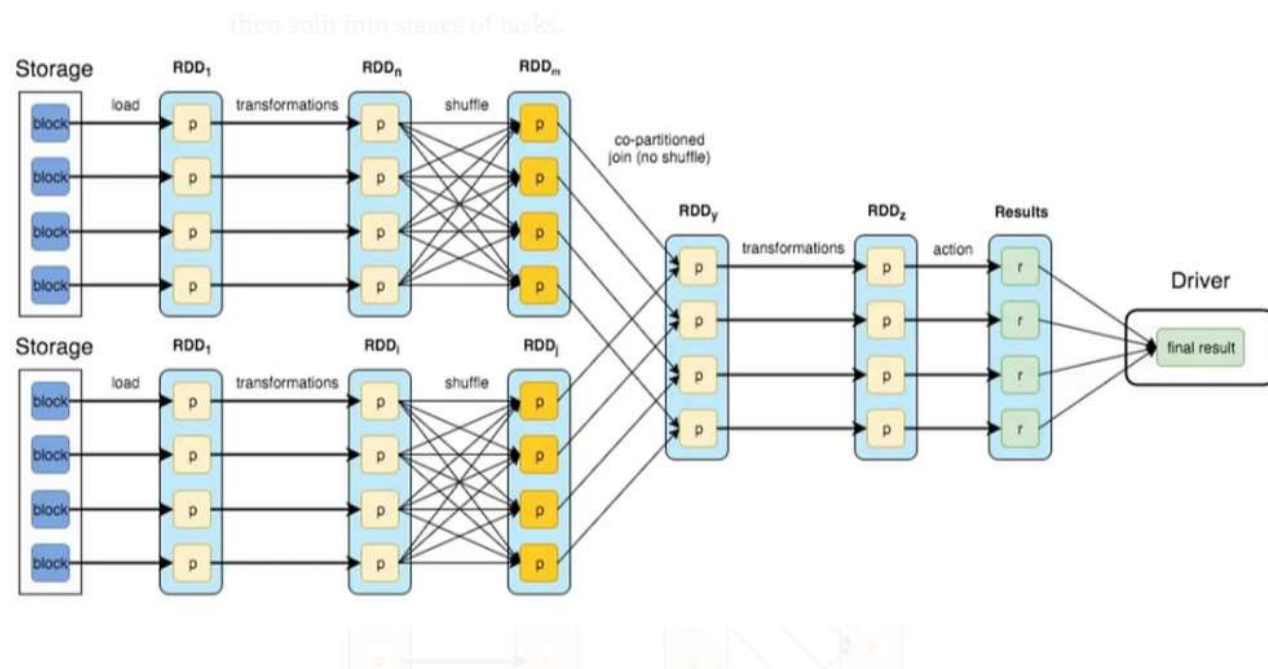 then split into stages of tasks.
Storage
RDD₁
RDDₙ
RDDₘ
load
transformations
shuffle
block
p
p
p
block
p
p
p
block
p
p
p
block
p
p
p
co-partitioned
join (no shuffle)
Storage
RDD₁
RDDᵢ
RDDⱼ
load
transformations
shuffle
block
p
p
p
block
p
p
p
block
p
p
p
block
p
p
p
RDDᵧ
RDD_z
Results
transformations
action
p
p
r
p
p
r
p
p
r
p
p
r
Driver
final result